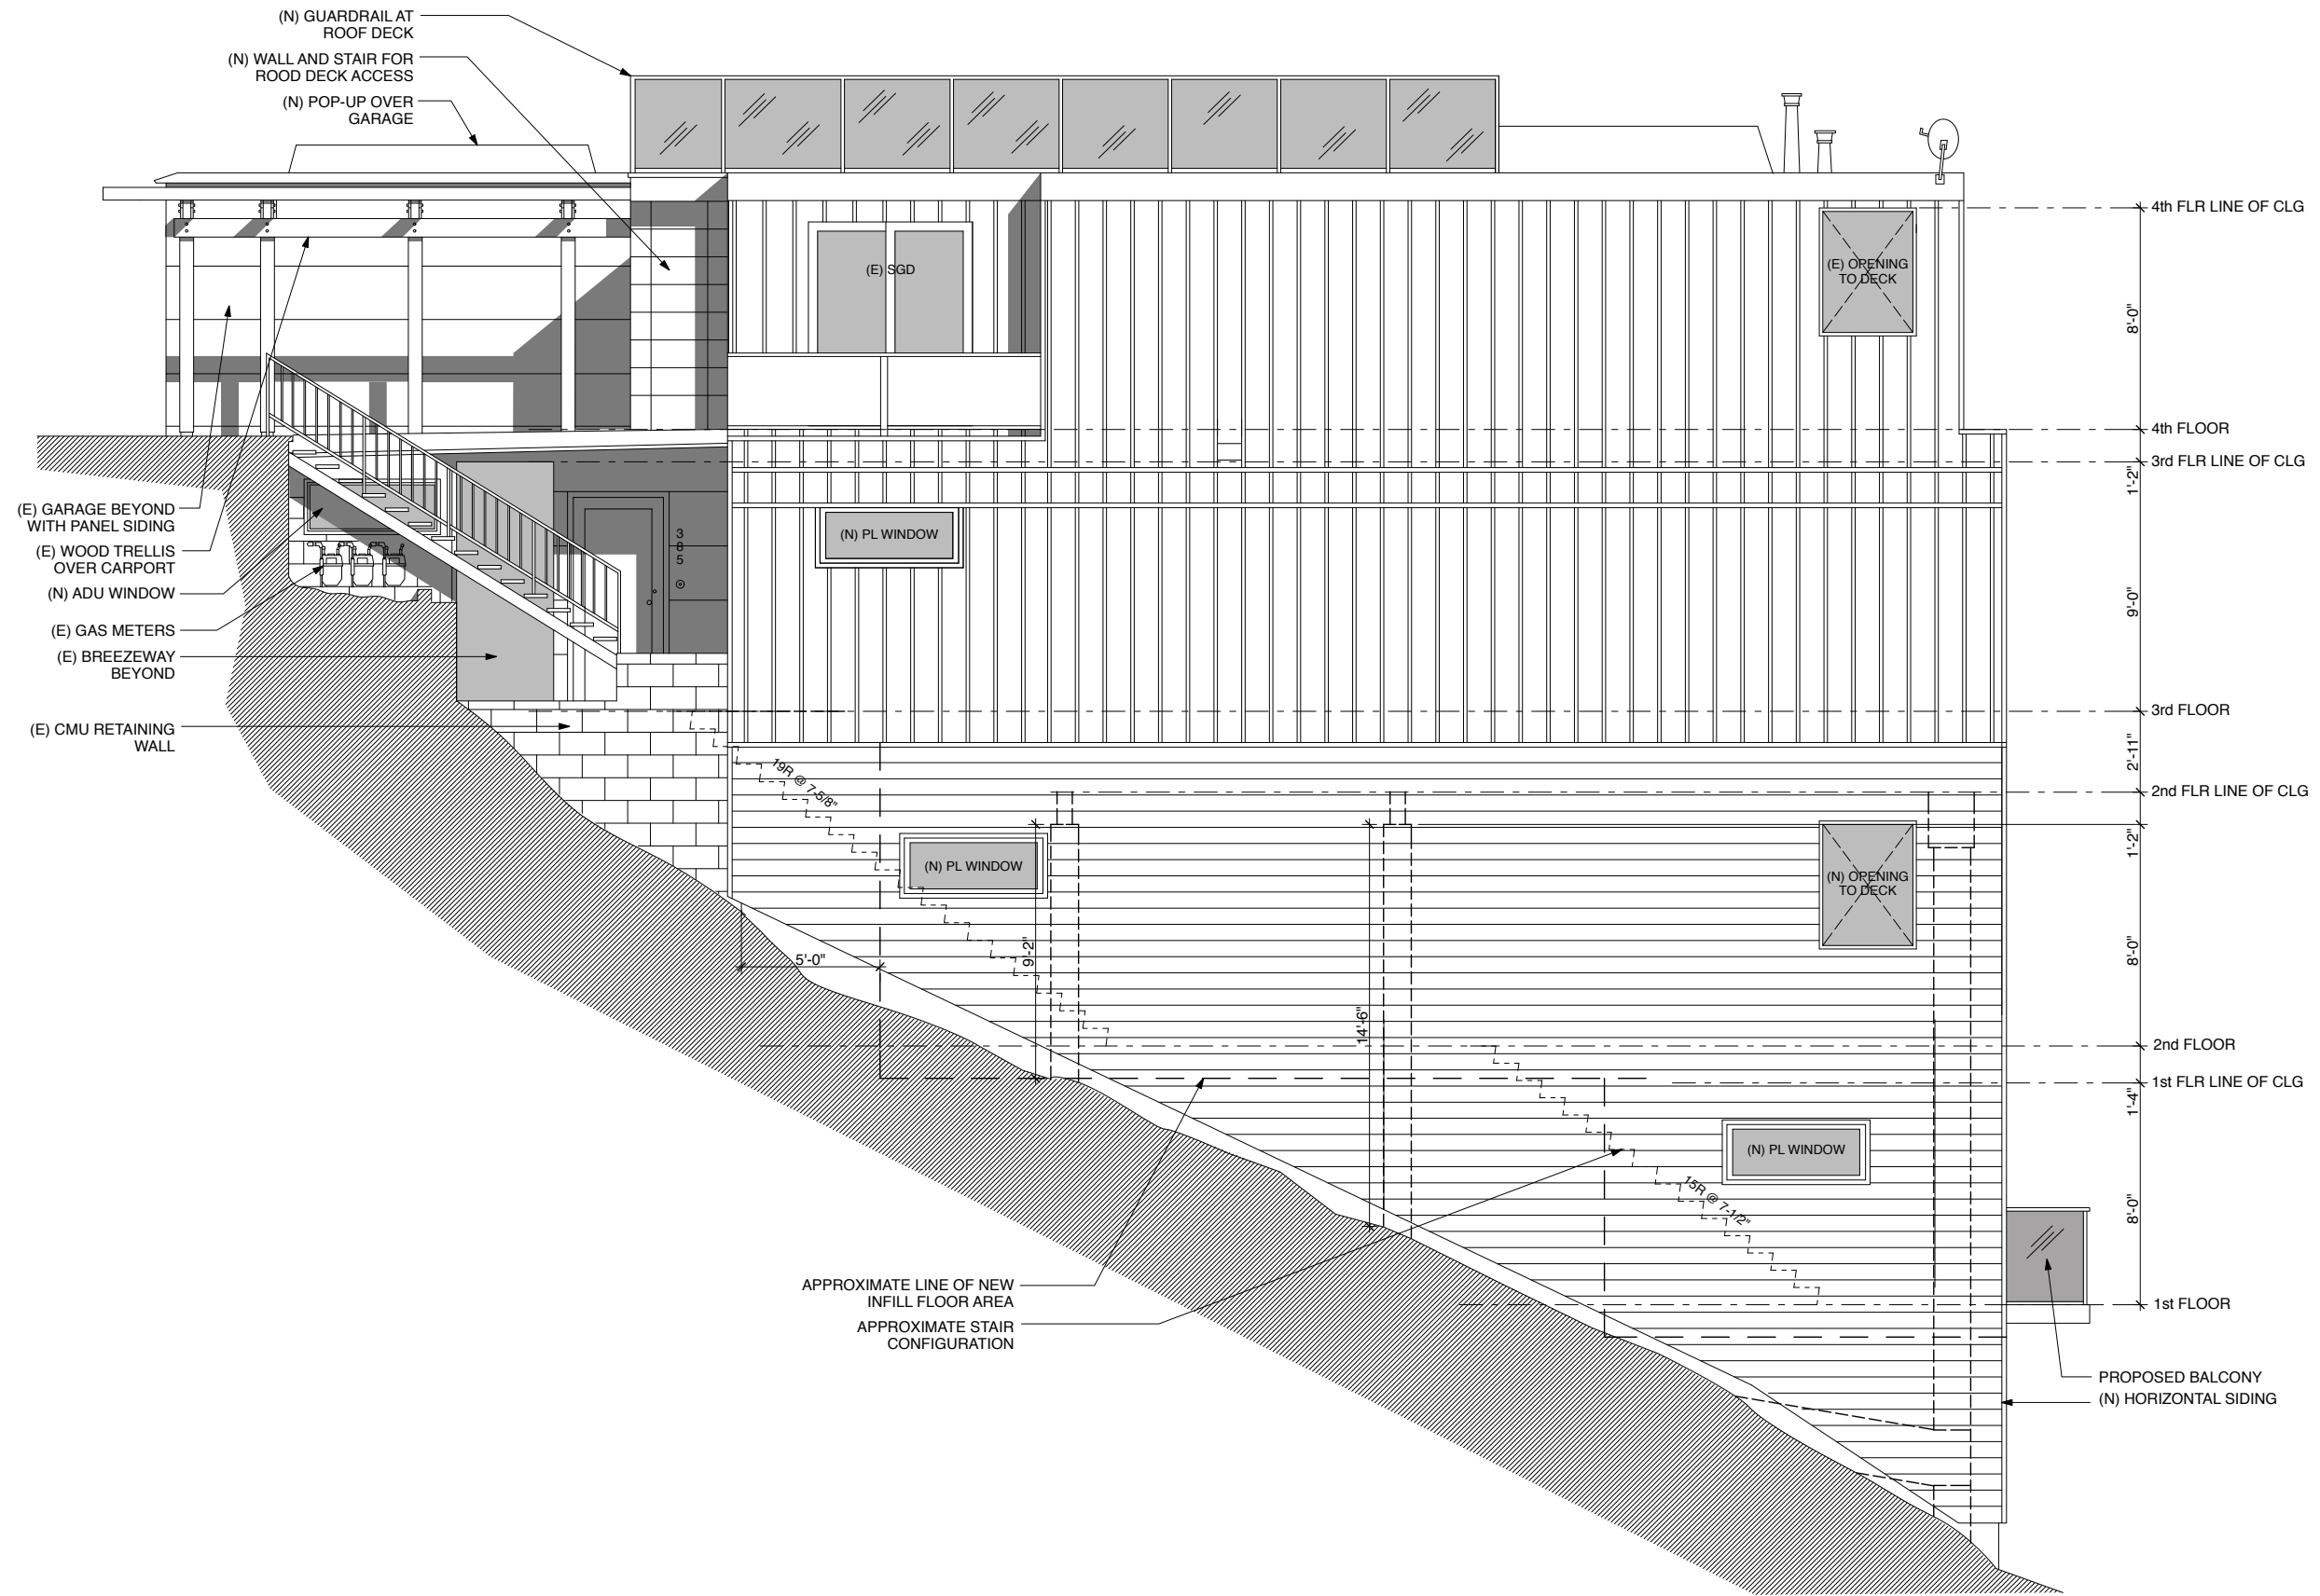 (N) GUARDRAIL AT
ROOF DECK
(N) WALL AND STAIR FOR
ROOD DECK ACCESS
(N) POP-UP OVER
GARAGE
(E) GARAGE BEYOND
WITH PANEL SIDING
(E) WOOD TRELLIS
OVER CARPORT
(N) ADU WINDOW
(E) GAS METERS
(E) BREEZEWAY
BEYOND
(E) CMU RETAINING
WALL
3
8
5
(E) SGD
(E) OPENING
TO DECK
(N) PL WINDOW
19R @ 7-5/8"
(N) PL WINDOW
(N) OPENING
TO DECK
5'-0"
9'-2"
14'-6"
(N) PL WINDOW
15R @ 7-1/2"
APPROXIMATE LINE OF NEW
INFILL FLOOR AREA
APPROXIMATE STAIR
CONFIGURATION
4th FLR LINE OF CLG
8'-0"
4th FLOOR
3rd FLR LINE OF CLG
1'-2"
9'-0"
3rd FLOOR
2'-11"
2nd FLR LINE OF CLG
1'-2"
8'-0"
2nd FLOOR
1st FLR LINE OF CLG
1'-4"
8'-0"
1st FLOOR
PROPOSED BALCONY
(N) HORIZONTAL SIDING